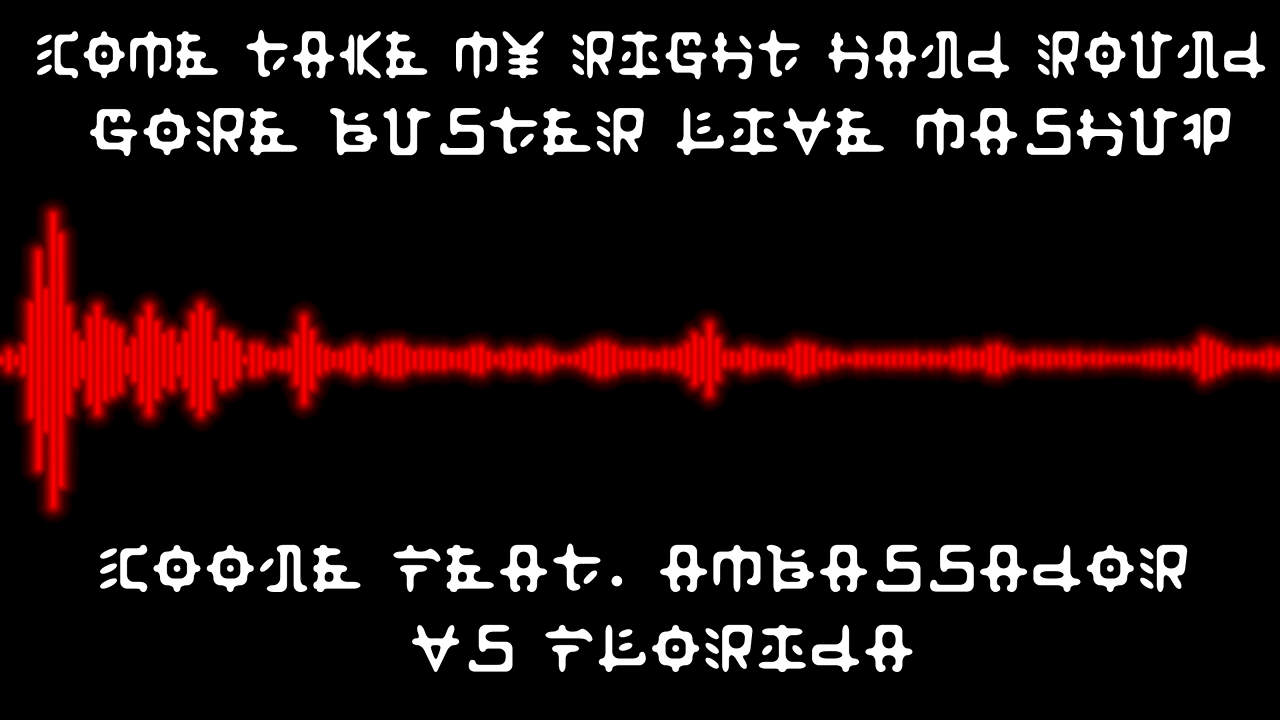 COME TAKE MY RIGHT HAND ROUND
GORE BUSTER LIVE MASHUP
COONE FEAT. AMBASSADOR
VS FLORIDA